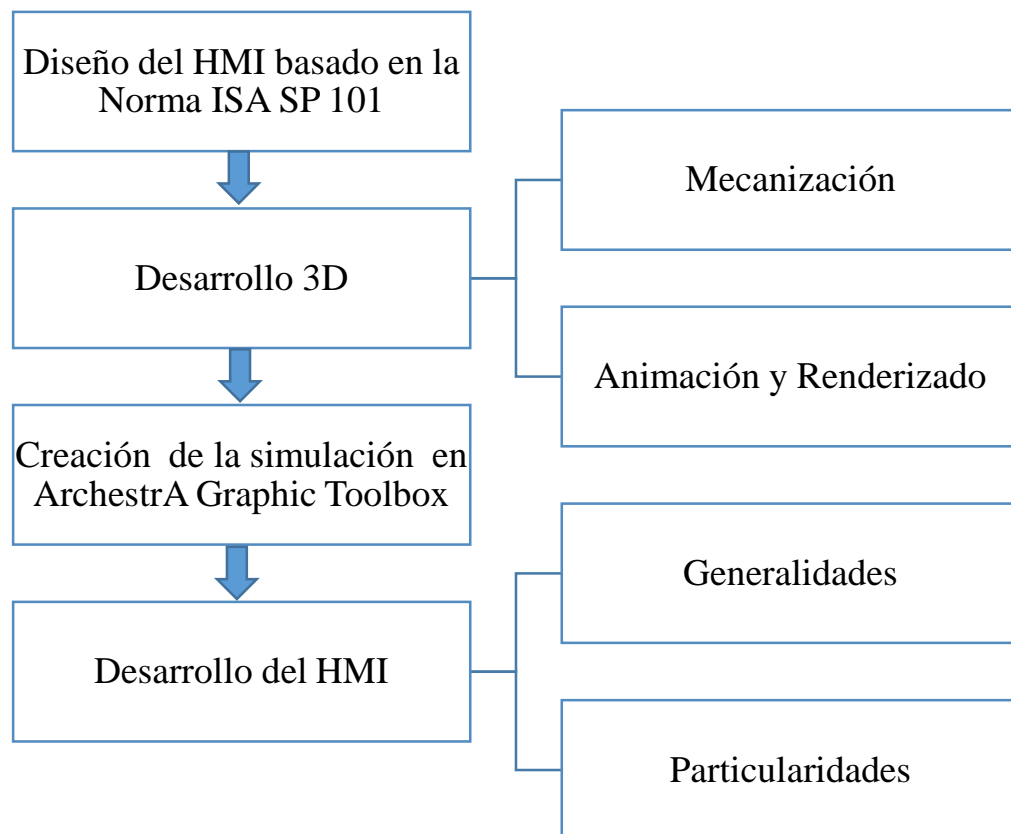 Diseño del HMI basado en la
Norma ISA SP 101
Desarrollo 3D
Mecanización
Animación y Renderizado
Creación de la simulación en
ArchestrA Graphic Toolbox
Desarrollo del HMI
Generalidades
Particularidades